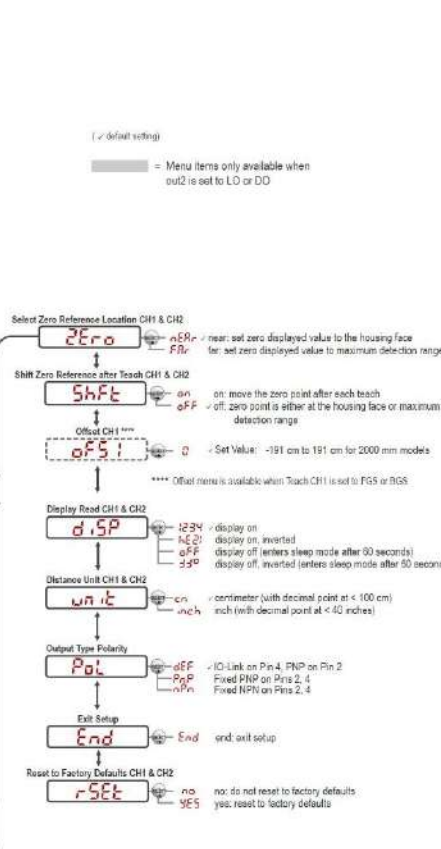 (✓ default setting)
= Menu items only available when
out2 is set to LO or DO
Select Zero Reference Location CH1 & CH2
ZEro
nEAr ✓ near: set zero displayed value to the housing face
FAr far: set zero displayed value to maximum detection range
Shift Zero Reference after Teach CH1 & CH2
ShFt
on on: move the zero point after each teach
oFF ✓ off: zero point is either at the housing face or maximum
detection range
Offset CH1 ****
oFS1
0 ✓ Set Value: -191 cm to 191 cm for 2000 mm models
**** Offset menu is available when Teach CH1 is set to FGS or BGS
Display Read CH1 & CH2
diSP
1234 ✓ display on
display on, inverted
oFF display off (enters sleep mode after 60 seconds)
display off, inverted (enters sleep mode after 60 secon
Distance Unit CH1 & CH2
unit
cn ✓ centimeter (with decimal point at < 100 cm)
inch inch (with decimal point at < 40 inches)
Output Type Polarity
PoL
dEF ✓ IO-Link on Pin 4, PNP on Pin 2
PnP Fixed PNP on Pins 2, 4
nPn Fixed NPN on Pins 2, 4
Exit Setup
End
End end: exit setup
Reset to Factory Defaults CH1 & CH2
rSEt
no no: do not reset to factory defaults
YES yes: reset to factory defaults